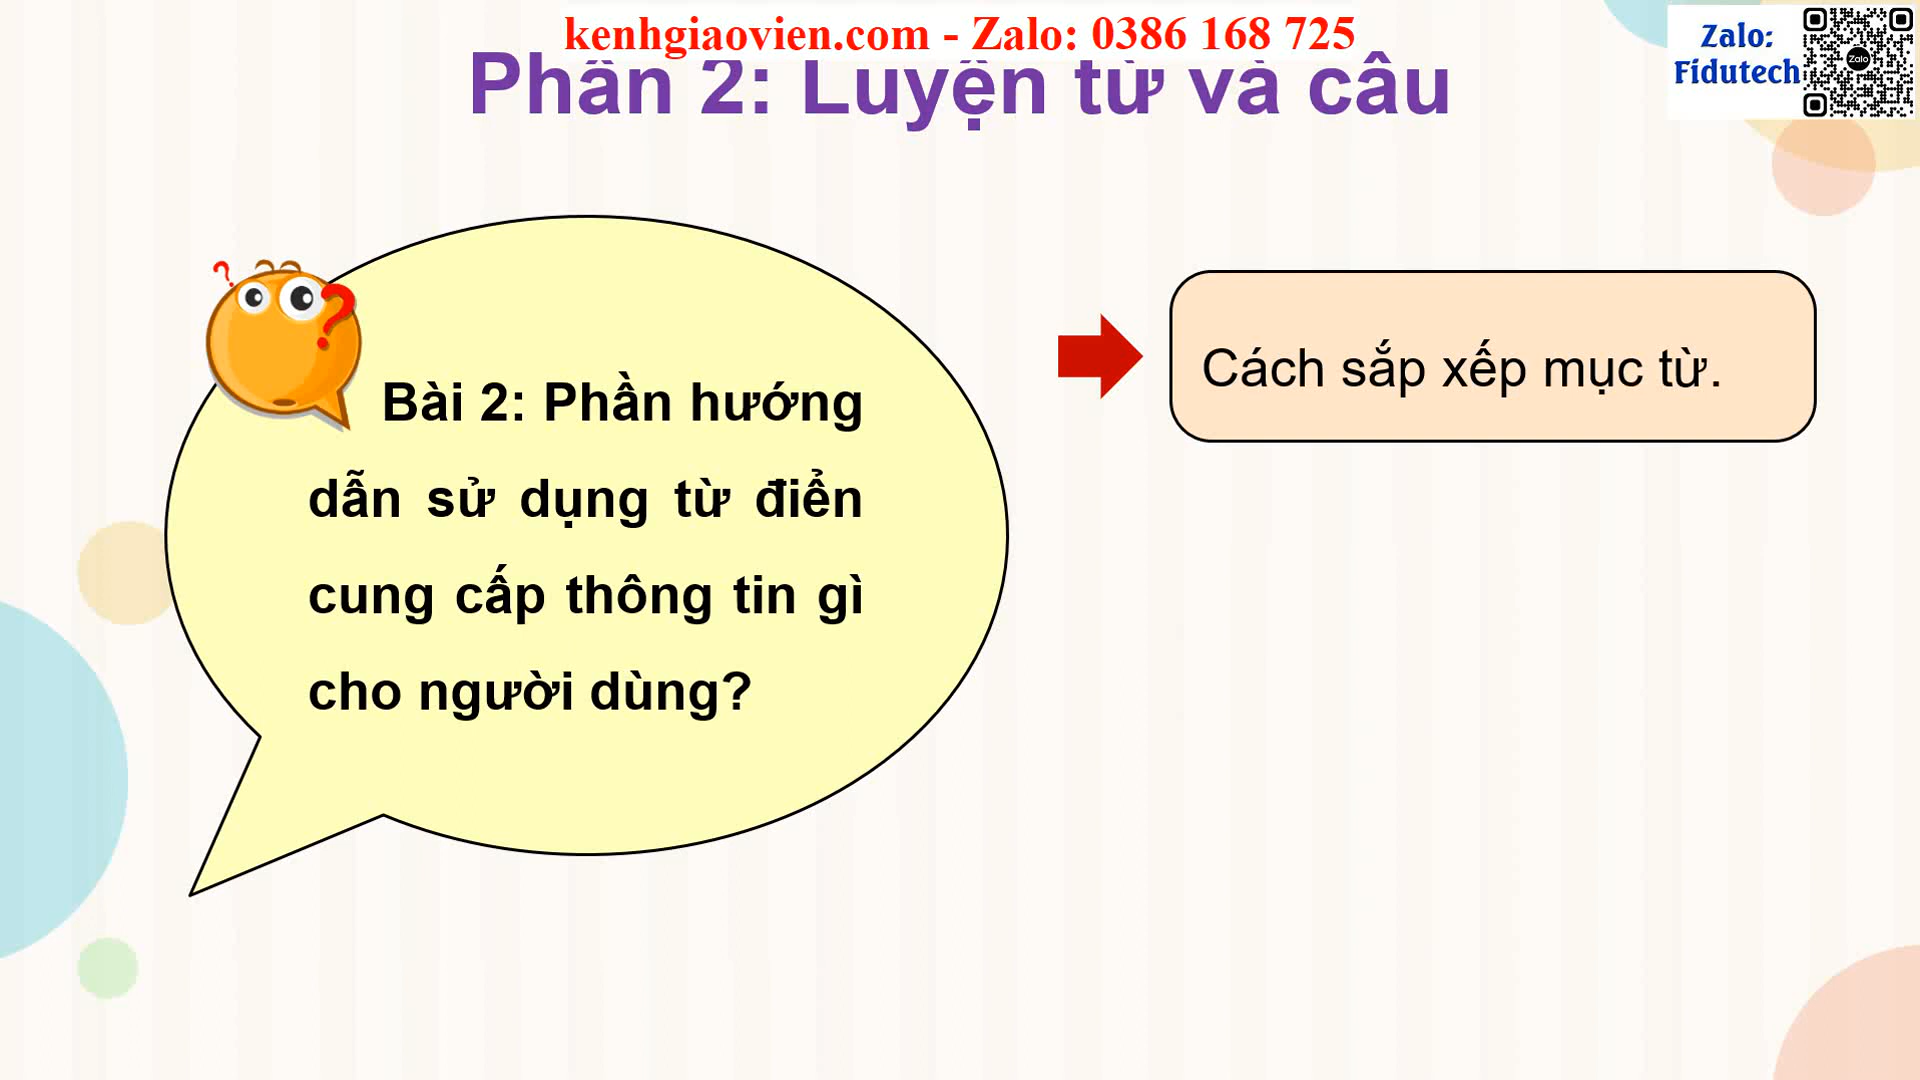 kenhgiaovien.com - Zalo: 0386 168 725
Zalo:
Fidutech
Zalo
Phần 2: Luyện từ và câu
? ?
Bài 2: Phần hướng
dẫn sử dụng từ điển
cung cấp thông tin gì
cho người dùng?
Cách sắp xếp mục từ.